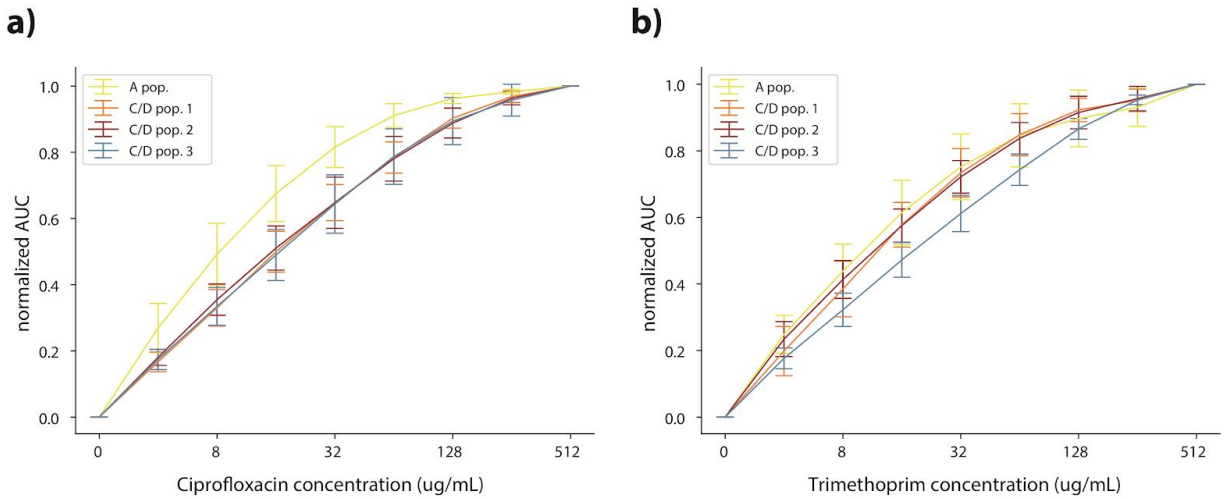 a)
A pop.
C/D pop. 1
C/D pop. 2
C/D pop. 3
1.0
0.8
0.6
0.4
0.2
0.0
normalized AUC
0 8 32 128 512
Ciprofloxacin concentration (ug/mL)
b)
A pop.
C/D pop. 1
C/D pop. 2
C/D pop. 3
1.0
0.8
0.6
0.4
0.2
0.0
normalized AUC
0 8 32 128 512
Trimethoprim concentration (ug/mL)